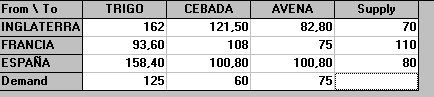 From \ To TRIGO CEBADA AVENA Supply
INGLATERRA 162 121,50 82,80 70
FRANCIA 93,60 108 75 110
ESPAÑA 158,40 100,80 100,80 80
Demand 125 60 75